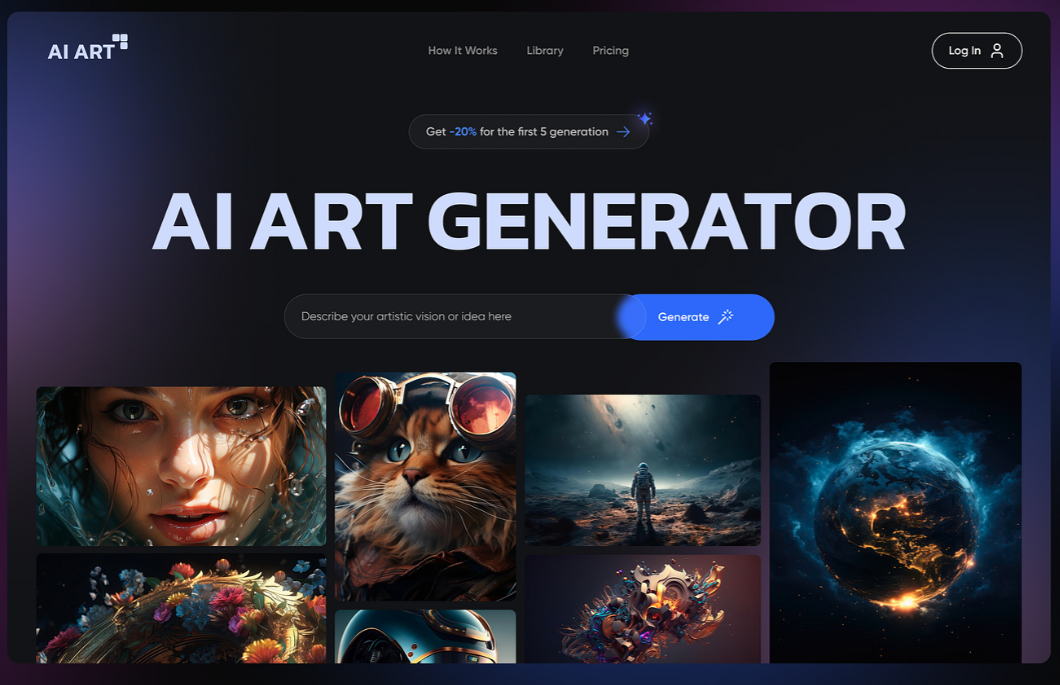 AI ART
How It Works
Library
Pricing
Log In
Get -20% for the first 5 generation
AI ART GENERATOR
Describe your artistic vision or idea here
Generate